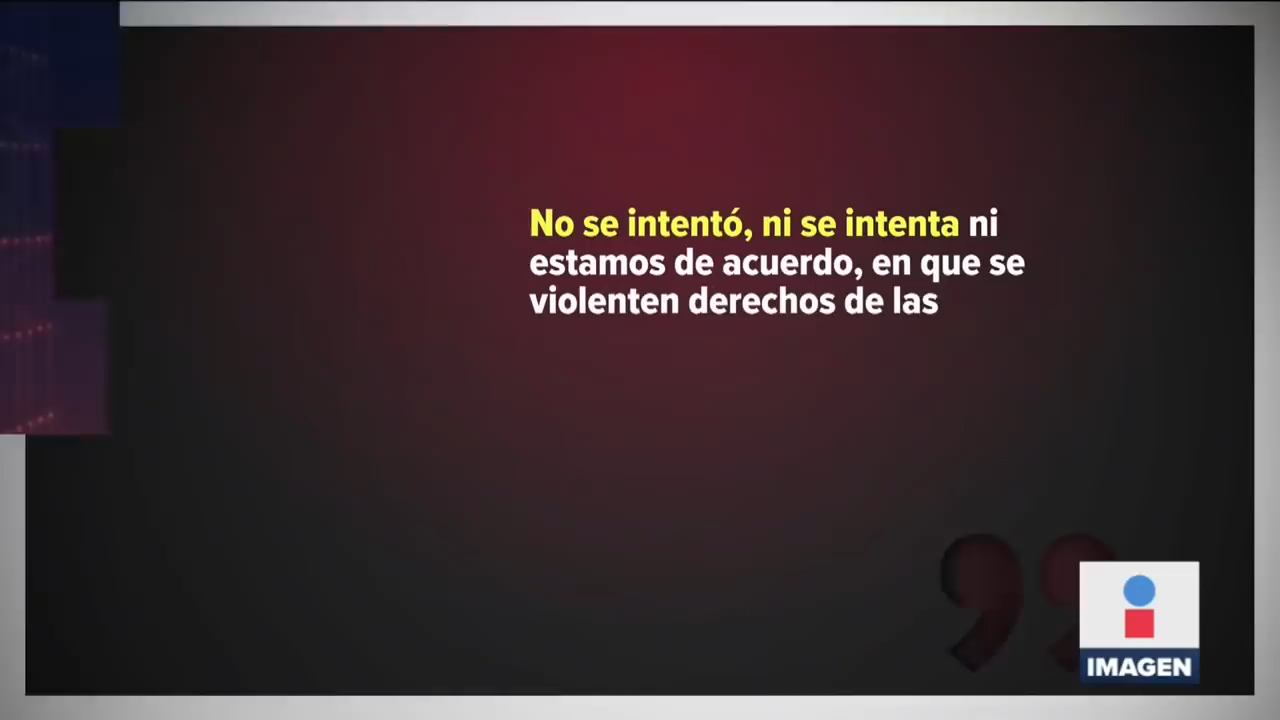 No se intentó, ni se intenta ni
estamos de acuerdo, en que se
violenten derechos de las
IMAGEN